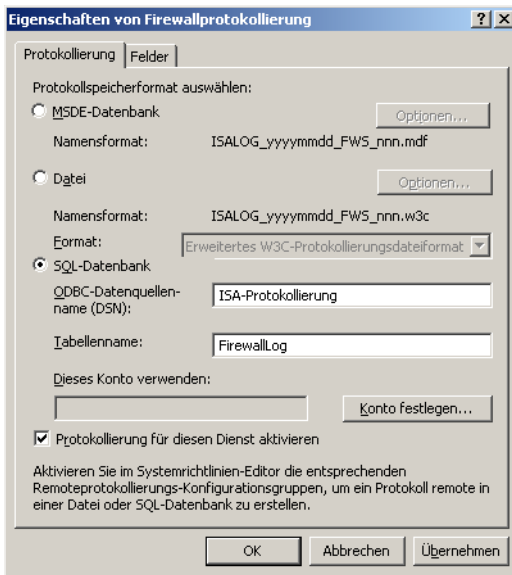 Eigenschaften von Firewallprotokollierung
Protokollierung Felder
Protokollspeicherformat auswählen:
MSDE-Datenbank Optionen...
Namensformat: ISALOG_yyyymmdd_FWS_nnn.mdf
Datei Optionen...
Namensformat: ISALOG_yyyymmdd_FWS_nnn.w3c
Format: Erweitertes W3C-Protokollierungsdateiformat
SQL-Datenbank
ODBC-Datenquellen-
name (DSN): ISA-Protokollierung
Tabellenname: FirewallLog
Dieses Konto verwenden:
Konto festlegen...
Protokollierung für diesen Dienst aktivieren
Aktivieren Sie im Systemrichtlinien-Editor die entsprechenden
Remoteprotokollierungs-Konfigurationsgruppen, um ein Protokoll remote in
einer Datei oder SQL-Datenbank zu erstellen.
OK Abbrechen Übernehmen